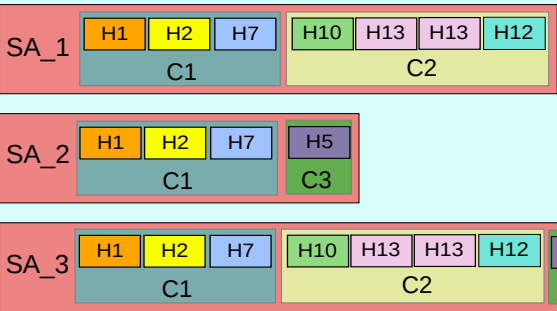 H1 H2 H7 H10 H13 H13 H12
SA_1
C1 C2
H1 H2 H7 H5
SA_2
C1 C3
H1 H2 H7 H10 H13 H13 H12
SA_3
C1 C2